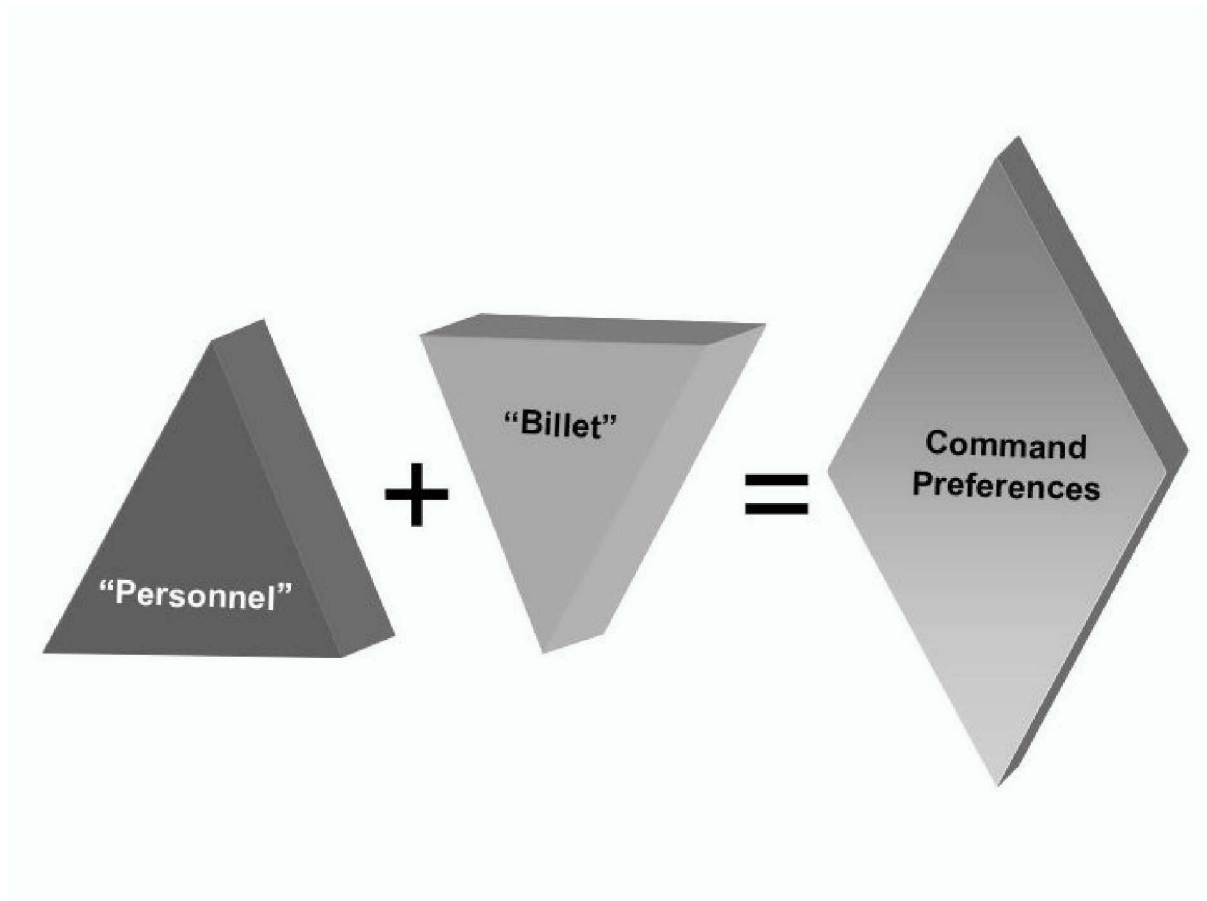 “Personnel”
+
“Billet”
=
Command
Preferences